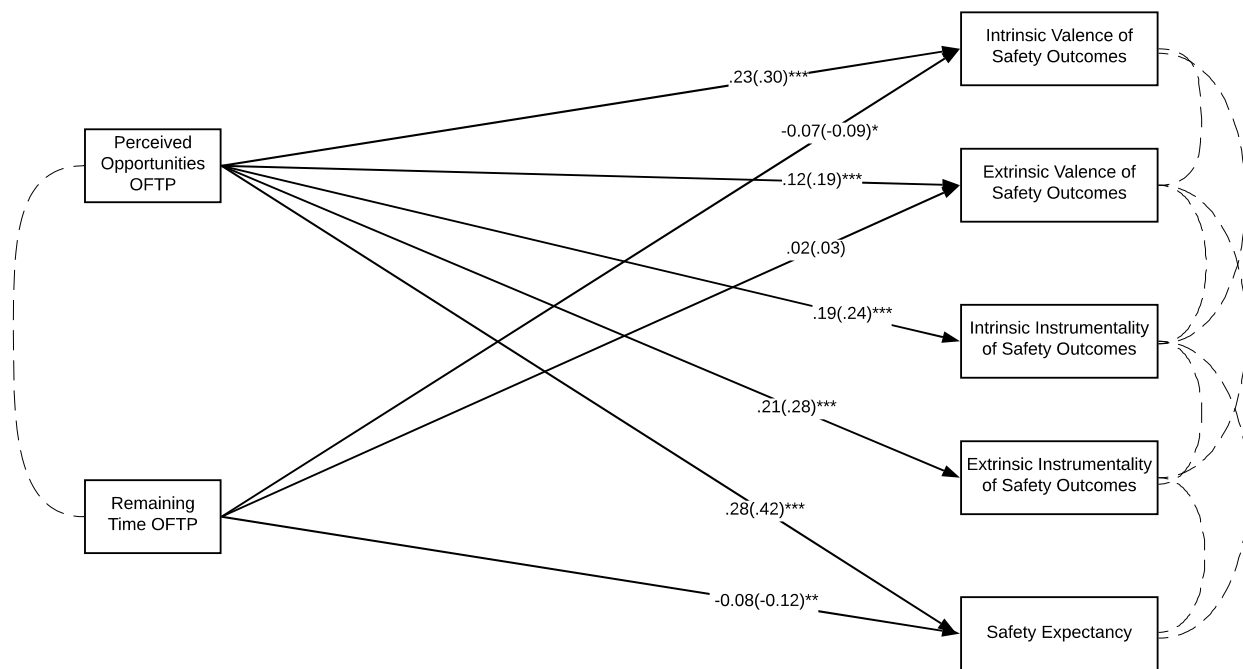 Intrinsic Valence of
Safety Outcomes
.23(.30)***
-0.07(-0.09)*
Perceived
Opportunities
OFTP
.12(.19)***
Extrinsic Valence of
Safety Outcomes
.02(.03)
.19(.24)***
Intrinsic Instrumentality
of Safety Outcomes
.21(.28)***
Extrinsic Instrumentality
of Safety Outcomes
Remaining
Time OFTP
.28(.42)***
-0.08(-0.12)**
Safety Expectancy